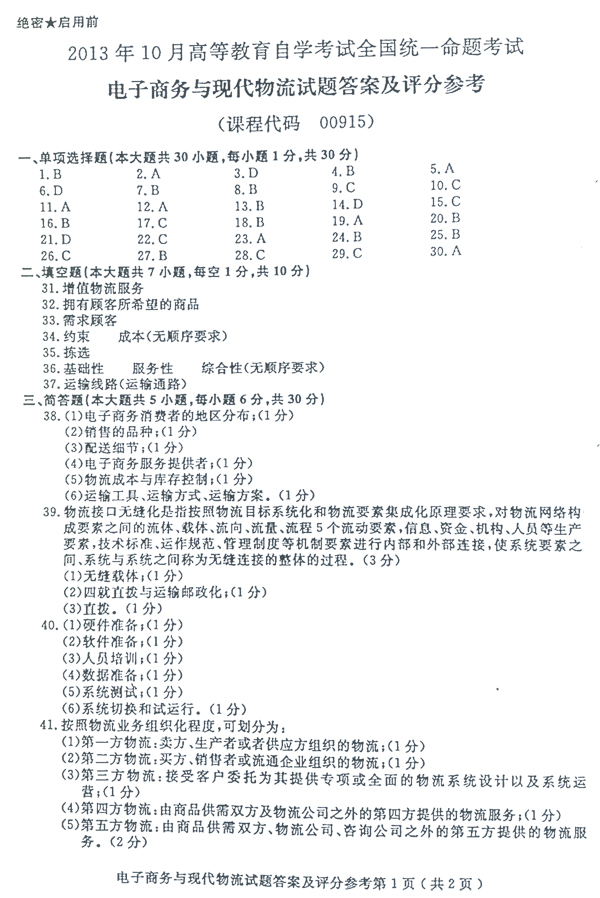 绝密★启用前
2013 年 10 月高等教育自学考试全国统一命题考试
电子商务与现代物流试题答案及评分参考
(课程代码 00915)
一、单项选择题(本大题共 30 小题,每小题 1 分,共 30 分)
1. B 2. A 3. D 4. B 5. A
6. D 7. B 8. B 9. C 10. C
11. A 12. A 13. B 14. D 15. C
16. B 17. C 18. B 19. A 20. B
21. D 22. C 23. A 24. B 25. B
26. C 27. B 28. C 29. C 30. A
二、填空题(本大题共 7 小题,每空 1 分,共 10 分)
31. 增值物流服务
32. 拥有顾客所希望的商品
33. 需求顾客
34. 约束 成本(无顺序要求)
35. 拣选
36. 基础性 服务性 综合性(无顺序要求)
37. 运输线路(运输通路)
三、简答题(本大题共 5 小题,每小题 6 分,共 30 分)
38. (1)电子商务消费者的地区分布;(1 分)
(2)销售的品种;(1 分)
(3)配送细节;(1 分)
(4)电子商务服务提供者;(1 分)
(5)物流成本与库存控制;(1 分)
(6)运输工具、运输方式、运输方案。(1 分)
39. 物流接口无缝化是指按照物流目标系统化和物流要素集成化原理要求,对物流网络构
成要素之间的流体、载体、流向、流量、流程 5 个流动要素,信息、资金、机构、人员等生产
要素,技术标准、运作规范、管理制度等机制要素进行内部和外部连接,使系统要素之
间、系统与系统之间称为无缝连接的整体的过程。(3 分)
(1)无缝载体;(1 分)
(2)四就直拨与运输邮政化;(1 分)
(3)直拨。(1 分)
40. (1)硬件准备;(1 分)
(2)软件准备;(1 分)
(3)人员培训;(1 分)
(4)数据准备;(1 分)
(5)系统测试;(1 分)
(6)系统切换和试运行。(1 分)
41. 按照物流业务组织化程度,可划分为:
(1)第一方物流:卖方、生产者或者供应方组织的物流;(1 分)
(2)第二方物流:买方、销售者或流通企业组织的物流;(1 分)
(3)第三方物流:接受客户委托为其提供专项或全面的物流系统设计以及系统运
营;(1 分)
(4)第四方物流:由商品供需双方及物流公司之外的第四方提供的物流服务;(1 分)
(5)第五方物流:由商品供需双方、物流公司、咨询公司之外的第五方提供的物流服
务。(2 分)
电子商务与现代物流试题答案及评分参考第 1 页(共 2 页)